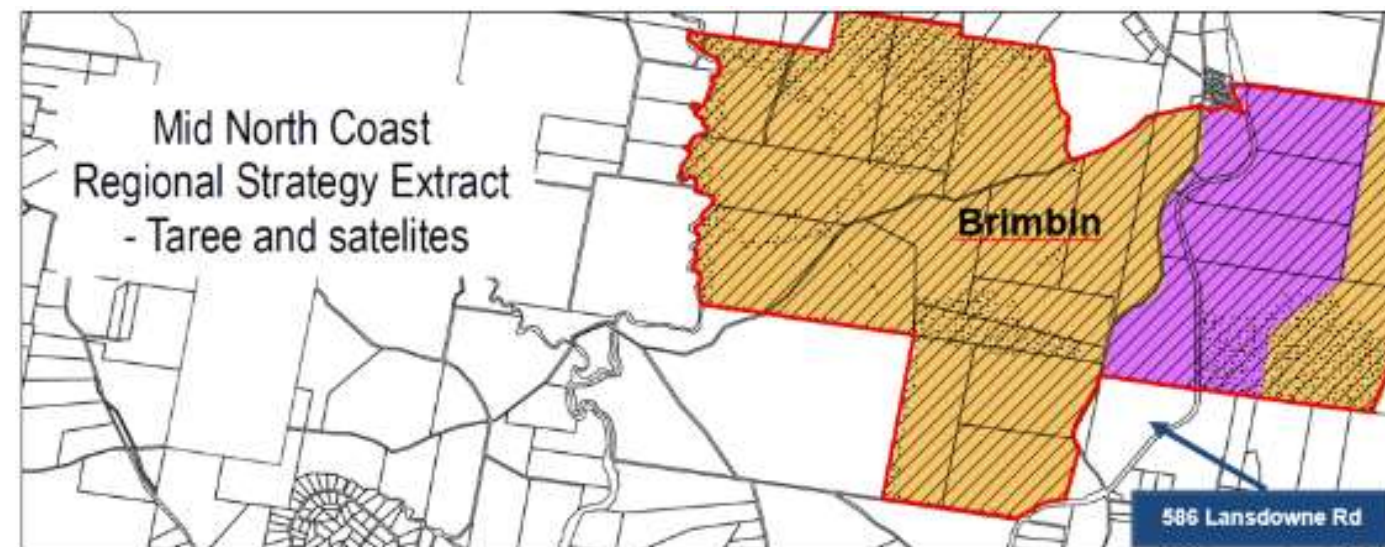 Mid North Coast
Regional Strategy Extract
- Taree and satelites
Brimbin
586 Lansdowne Rd